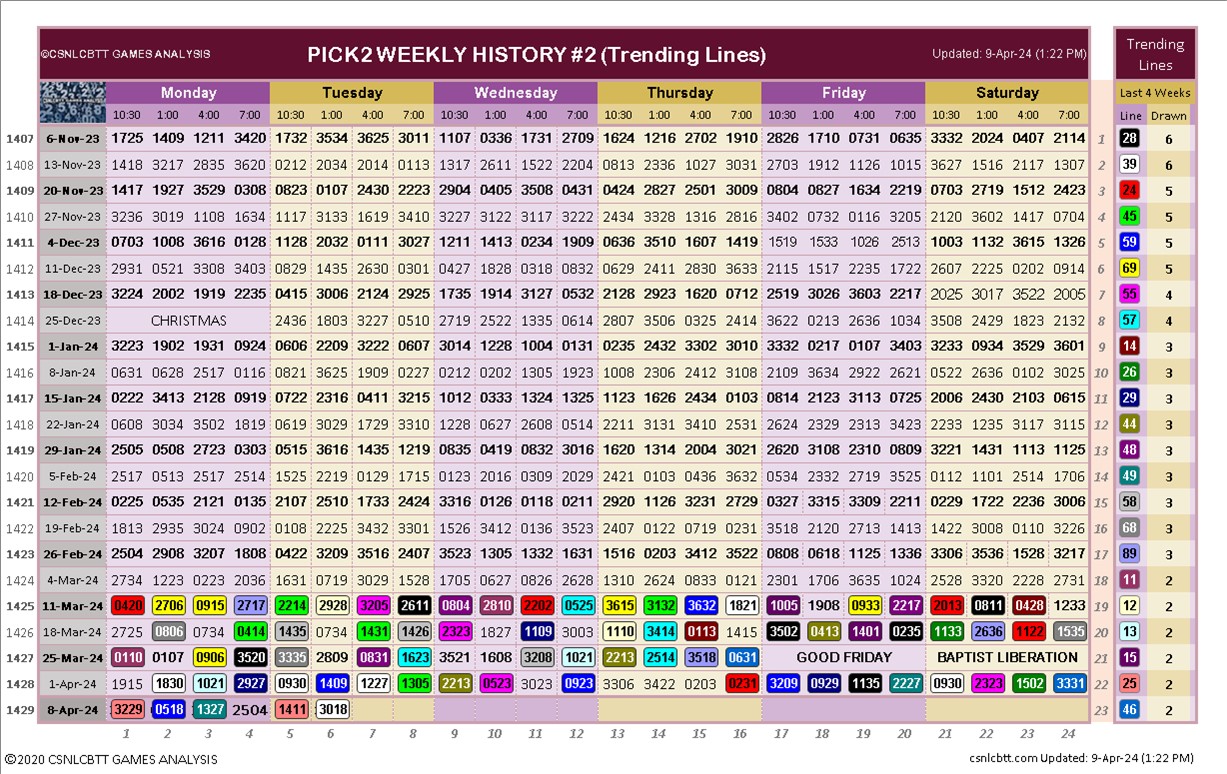 ©CSNLCBTT GAMES ANALYSIS PICK2 WEEKLY HISTORY #2 (Trending Lines) Updated: 9-Apr-24 (1:22 PM) Trending Lines
Monday Tuesday Wednesday Thursday Friday Saturday Last 4 Weeks
10:30 1:00 4:00 7:00 10:30 1:00 4:00 7:00 10:30 1:00 4:00 7:00 10:30 1:00 4:00 7:00 10:30 1:00 4:00 7:00 10:30 1:00 4:00 7:00 Line Drawn
1407 6-Nov-23 1725 1409 1211 3420 1732 3534 3625 3011 1107 0336 1731 2709 1624 1216 2702 1910 2826 1710 0731 0635 3332 2024 0407 2114 1 28 6
1408 13-Nov-23 1418 3217 2835 3620 0212 2034 2014 0113 1317 2611 1522 2204 0813 2336 1027 3031 2703 1912 1126 1015 3627 1516 2117 1307 2 39 6
1409 20-Nov-23 1417 1927 3529 0308 0823 0107 2430 2223 2904 0405 3508 0431 0424 2827 2501 3009 0804 0827 1634 2219 0703 2719 1512 2423 3 24 5
1410 27-Nov-23 3236 3019 1108 1634 1117 3133 1619 3410 3227 3122 3117 3222 2434 3328 1316 2816 3402 0732 0116 3205 2120 3602 1417 0704 4 45 5
1411 4-Dec-23 0703 1008 3616 0128 1128 2032 0111 3027 1211 1413 0234 1909 0636 3510 1607 1419 1519 1533 1926 2513 1003 1132 3615 1326 5 59 5
1412 11-Dec-23 2931 0521 3308 3403 0829 1435 2630 0301 0427 1828 0318 0832 0629 2411 2830 3633 2115 1517 2235 1722 2607 2225 0202 0914 6 69 5
1413 18-Dec-23 3224 2002 1919 2235 0415 3006 2124 2925 1735 1914 3127 0532 2128 2923 1620 0712 2519 3026 3603 2217 2025 3017 3522 2005 7 55 4
1414 25-Dec-23 CHRISTMAS 2436 1803 3227 0510 2719 2522 1335 0614 2807 3506 0325 2414 3622 0213 2636 1034 3508 2429 1823 2132 8 57 4
1415 1-Jan-24 3223 1902 1931 0924 0606 2209 3222 0607 3014 1228 1004 0131 0235 2432 3302 3010 3332 0217 0107 3403 3233 0934 3529 3601 9 14 3
1416 8-Jan-24 0631 0628 2517 0116 0821 3625 1909 0227 0212 0202 1305 1923 1008 2306 2412 3108 2109 3634 2922 2621 0522 2636 0102 3025 10 26 3
1417 15-Jan-24 0222 3413 2128 0919 0722 2316 0411 3215 1012 0333 1324 1325 1123 1626 2434 0103 0814 2123 3113 0725 2006 2430 2103 0615 11 29 3
1418 22-Jan-24 0608 3034 3502 1819 0619 3029 1729 3310 1228 0627 2608 0514 2211 3131 3410 2531 2624 2329 2313 3423 2233 1235 3117 3115 12 44 3
1419 29-Jan-24 2505 0508 2723 0303 0515 3616 1435 1219 0835 0419 0832 3016 1620 1314 2004 3021 2620 3108 2310 0809 3221 1431 1113 1125 13 48 3
1420 5-Feb-24 2517 0513 2517 2514 1525 2219 0129 1713 0123 2016 0309 2029 2421 0103 0436 3632 0534 2332 2719 3525 0112 1101 2514 1706 14 49 3
1421 12-Feb-24 0225 0535 2121 0135 2107 2510 1733 2424 3316 0126 0118 0211 2920 1126 3231 2729 0327 3315 3309 2211 0229 1722 2236 3006 15 58 3
1422 19-Feb-24 1813 2935 3024 0902 0108 2225 3432 3301 1526 3412 0136 3523 2407 0122 0719 0231 3518 2120 2713 1413 1422 3008 0110 3226 16 68 3
1423 26-Feb-24 2504 2908 3207 1808 0422 3209 3516 2407 3523 1305 1332 1631 1516 0203 3412 3522 0808 0618 1125 1336 3306 3536 1528 3217 17 89 3
1424 4-Mar-24 2734 1223 0223 2036 1631 0719 3029 1528 1705 0627 0826 2628 1310 2624 0833 0121 2301 1706 3635 1024 2528 3320 2228 2731 18 11 2
1425 11-Mar-24 0420 2706 0915 2717 2214 2928 3205 2611 0804 2810 2202 0525 3615 3132 3632 1821 1005 1908 0933 2217 2013 0811 0428 1233 19 12 2
1426 18-Mar-24 2725 0806 0734 0414 1435 0734 1431 1426 2323 1827 1109 3003 1110 3414 0113 1415 3502 0413 1401 0235 1133 2636 1122 1535 20 13 2
1427 25-Mar-24 0110 0107 0906 3520 3335 2809 0831 1623 3521 1608 3208 1021 2213 2514 3518 0631 GOOD FRIDAY BAPTIST LIBERATION 21 15 2
1428 1-Apr-24 1915 1830 1021 2927 0930 1409 1227 1305 2213 0523 3023 0923 3306 3422 0203 0231 3209 0929 1135 2227 0930 2323 1502 3331 22 25 2
1429 8-Apr-24 3229 0518 1327 2504 1411 3018 23 46 2
1 2 3 4 5 6 7 8 9 10 11 12 13 14 15 16 17 18 19 20 21 22 23 24
©2020 CSNLCBTT GAMES ANALYSIS csnlcbtt.com Updated: 9-Apr-24 (1:22 PM)